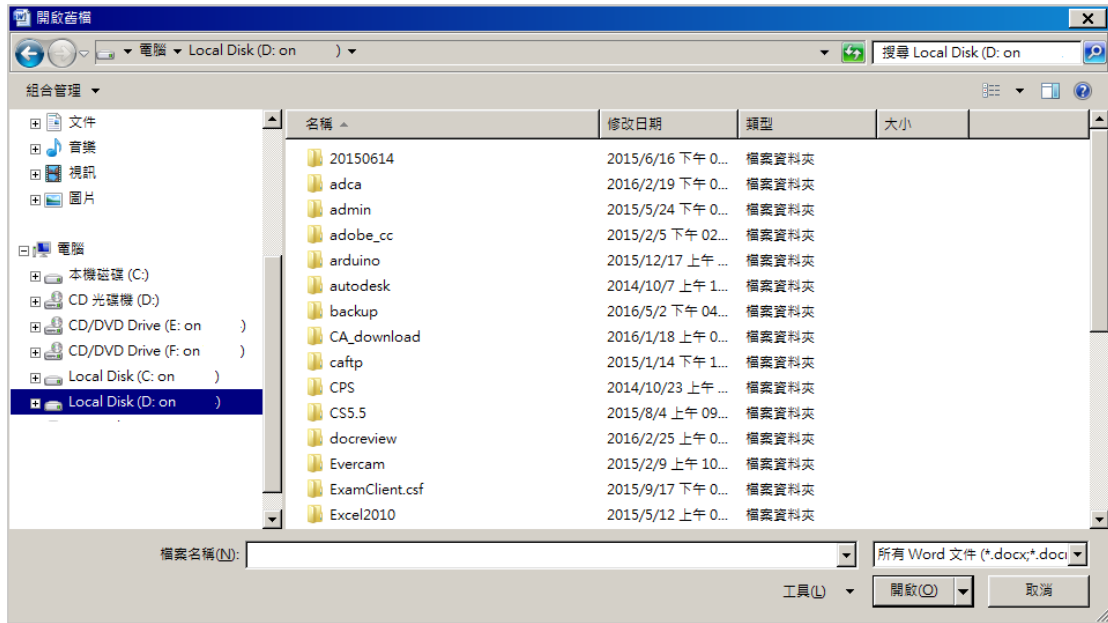 開啟舊檔
電腦 Local Disk (D: on )
搜尋 Local Disk (D: on
組合管理
文件
音樂
視訊
圖片
電腦
本機磁碟 (C:)
CD 光碟機 (D:)
CD/DVD Drive (E: on )
CD/DVD Drive (F: on )
Local Disk (C: on )
Local Disk (D: on )
名稱 修改日期 類型 大小
20150614 2015/6/16 下午 0... 檔案資料夾
adca 2016/2/19 下午 0... 檔案資料夾
admin 2015/5/24 下午 0... 檔案資料夾
adobe_cc 2015/2/5 下午 02... 檔案資料夾
arduino 2015/12/17 上午 ... 檔案資料夾
autodesk 2014/10/7 上午 1... 檔案資料夾
backup 2016/5/2 下午 04... 檔案資料夾
CA_download 2016/1/18 上午 0... 檔案資料夾
caftp 2015/1/14 下午 1... 檔案資料夾
CPS 2014/10/23 上午 ... 檔案資料夾
CS5.5 2015/8/4 上午 09... 檔案資料夾
docreview 2016/2/25 上午 0... 檔案資料夾
Evercam 2015/2/9 上午 10... 檔案資料夾
ExamClient.csf 2015/9/17 下午 0... 檔案資料夾
Excel2010 2015/5/12 上午 0... 檔案資料夾
檔案名稱(N):
所有 Word 文件 (*.docx;*.doc
工具(L) 開啟(O) 取消